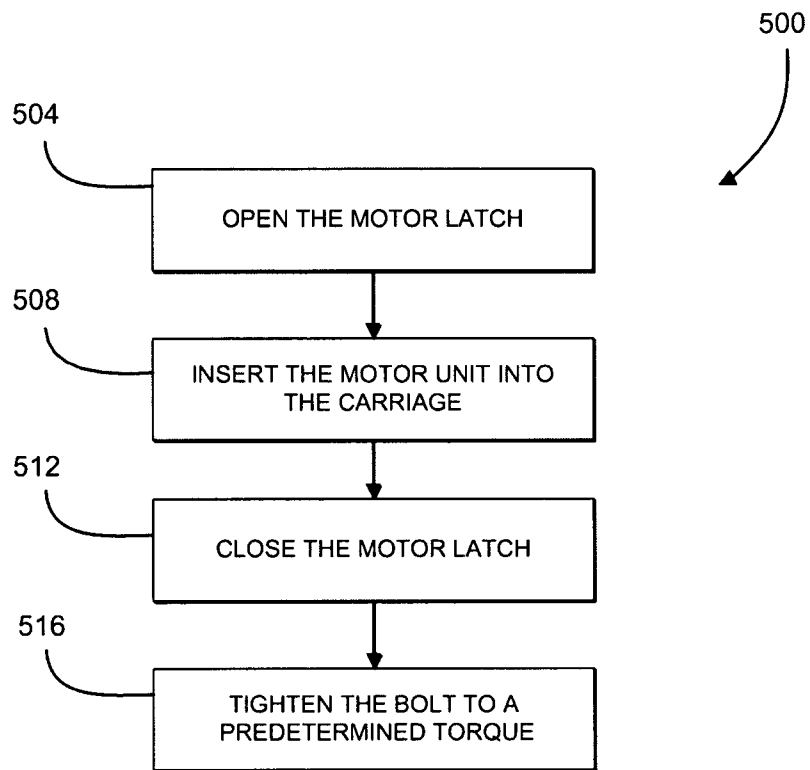 500
504
OPEN THE MOTOR LATCH
508
INSERT THE MOTOR UNIT INTO
THE CARRIAGE
512
CLOSE THE MOTOR LATCH
516
TIGHTEN THE BOLT TO A
PREDETERMINED TORQUE